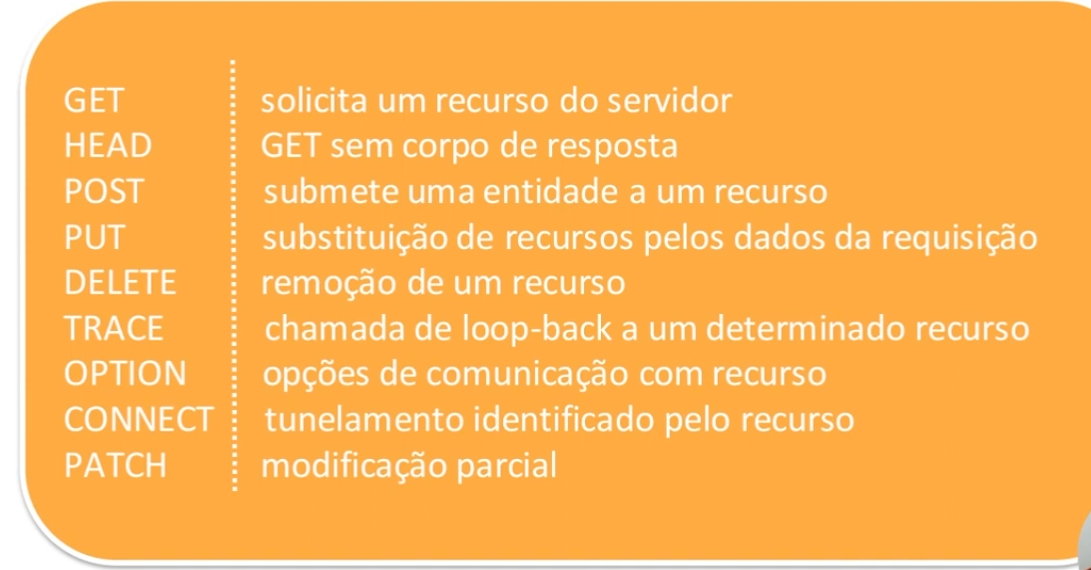 GET solicita um recurso do servidor
HEAD GET sem corpo de resposta
POST submete uma entidade a um recurso
PUT substituição de recursos pelos dados da requisição
DELETE remoção de um recurso
TRACE chamada de loop-back a um determinado recurso
OPTION opções de comunicação com recurso
CONNECT tunelamento identificado pelo recurso
PATCH modificação parcial